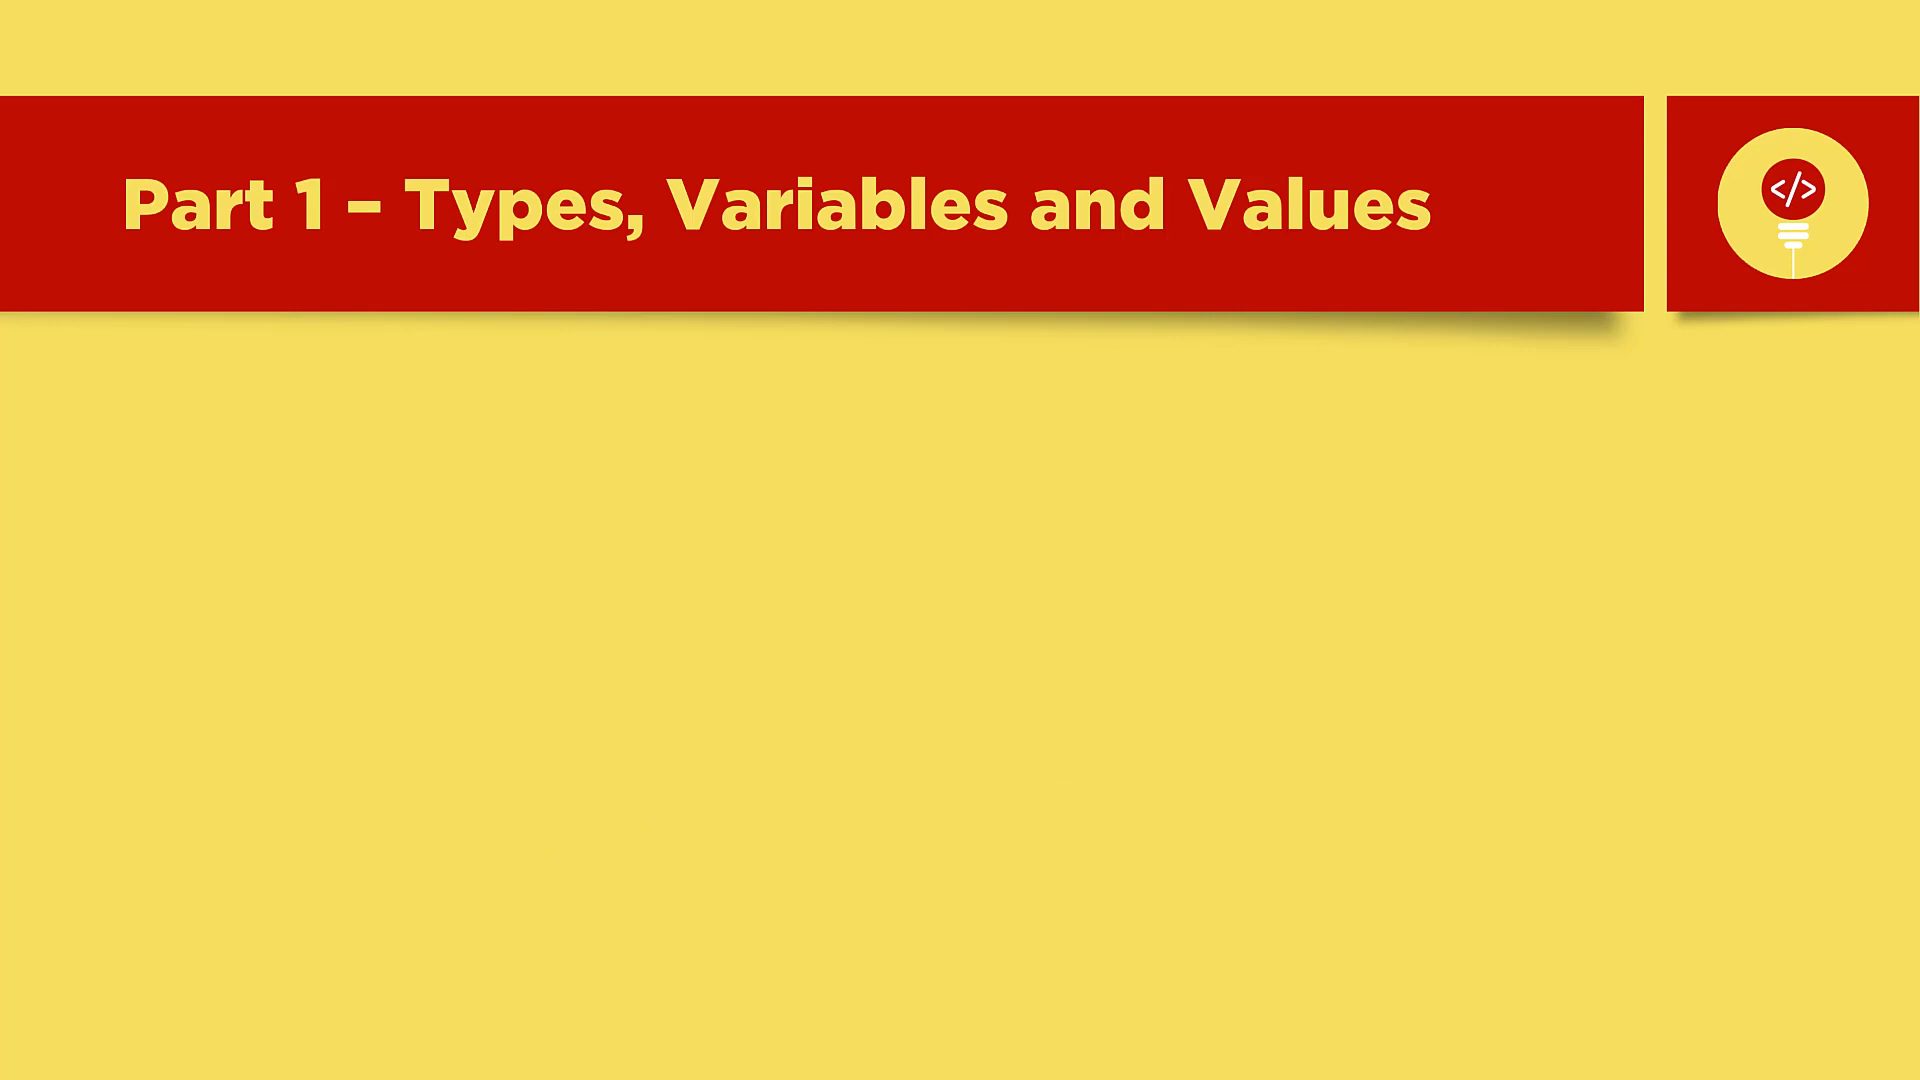 Part 1 – Types, Variables and Values
</>